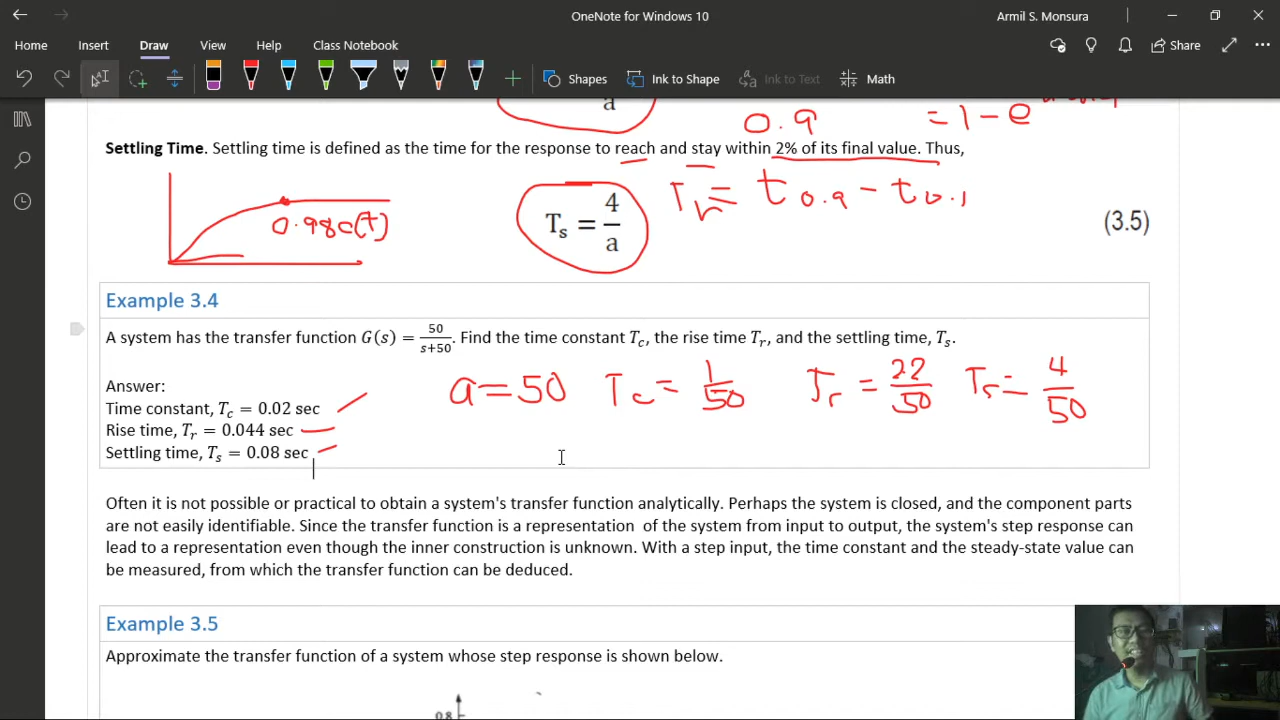 OneNote for Windows 10
Armil S. Monsura
Home Insert Draw View Help Class Notebook
Share
Shapes Ink to Shape Ink to Text Math
a
0.9 = 1 - e
Settling Time. Settling time is defined as the time for the response to reach and stay within 2% of its final value. Thus,
Tr = t0.9 - t0.1
0.98c(t)
Ts = 4/a
(3.5)
Example 3.4
A system has the transfer function G(s) = 50/(s+50). Find the time constant Tc, the rise time Tr, and the settling time, Ts.
a = 50 Tc = 1/50 Tr = 22/50 Ts = 4/50
Answer:
Time constant, Tc = 0.02 sec
Rise time, Tr = 0.044 sec
Settling time, Ts = 0.08 sec
Often it is not possible or practical to obtain a system's transfer function analytically. Perhaps the system is closed, and the component parts
are not easily identifiable. Since the transfer function is a representation of the system from input to output, the system's step response can
lead to a representation even though the inner construction is unknown. With a step input, the time constant and the steady-state value can
be measured, from which the transfer function can be deduced.
Example 3.5
Approximate the transfer function of a system whose step response is shown below.
0.8